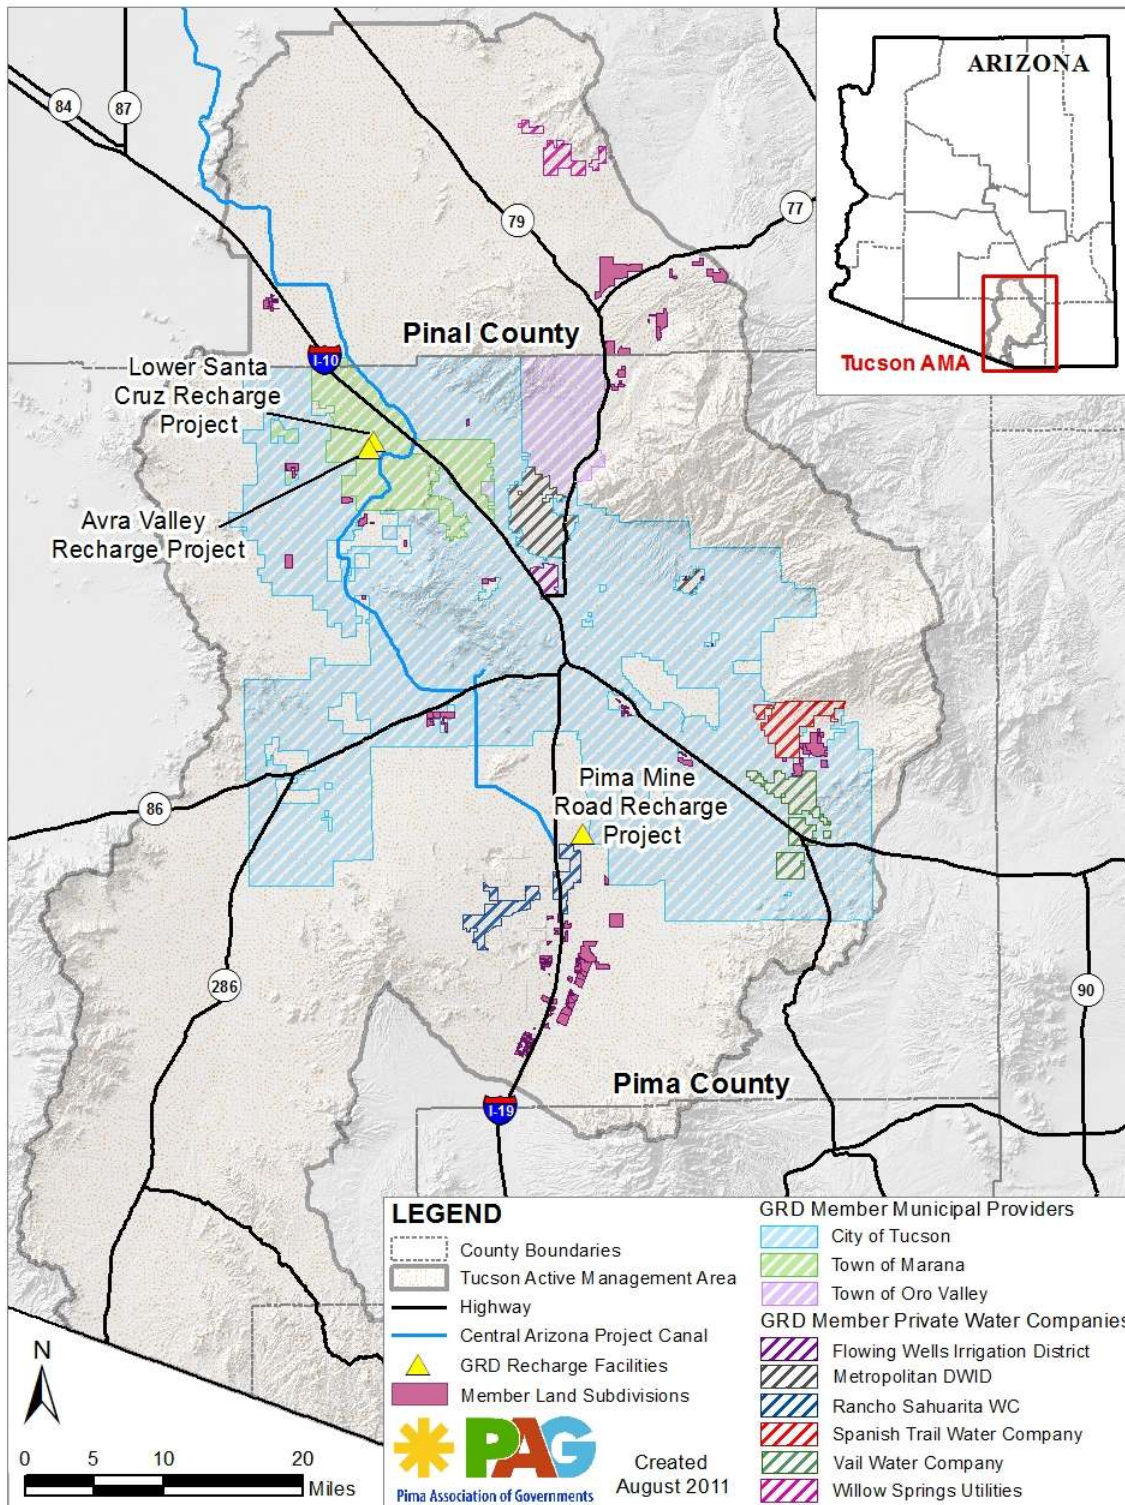 ARIZONA
Tucson AMA
84
87
79
77
Pinal County
I-10
Lower Santa
Cruz Recharge
Project
Avra Valley
Recharge Project
Pima Mine
Road Recharge
Project
86
286
90
Pima County
I-19
LEGEND
County Boundaries
Tucson Active Management Area
Highway
Central Arizona Project Canal
GRD Recharge Facilities
Member Land Subdivisions
PAG
Pima Association of Governments
Created
August 2011
GRD Member Municipal Providers
City of Tucson
Town of Marana
Town of Oro Valley
GRD Member Private Water Companies
Flowing Wells Irrigation District
Metropolitan DWID
Rancho Sahuarita WC
Spanish Trail Water Company
Vail Water Company
Willow Springs Utilities
N
0 5 10 20
Miles